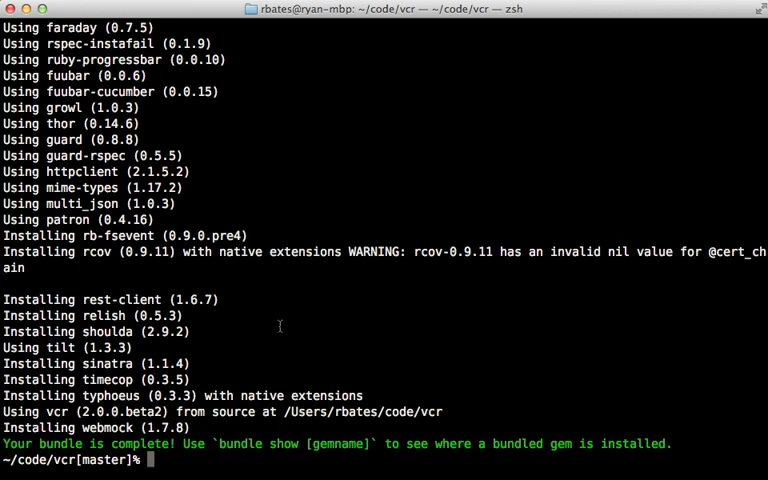 rbates@ryan-mbp: ~/code/vcr — ~/code/vcr — zsh
Using faraday (0.7.5)
Using rspec-instafail (0.1.9)
Using ruby-progressbar (0.0.10)
Using fuubar (0.0.6)
Using fuubar-cucumber (0.0.15)
Using growl (1.0.3)
Using thor (0.14.6)
Using guard (0.8.8)
Using guard-rspec (0.5.5)
Using httpclient (2.1.5.2)
Using mime-types (1.17.2)
Using multi_json (1.0.3)
Using patron (0.4.16)
Installing rb-fsevent (0.9.0.pre4)
Installing rcov (0.9.11) with native extensions WARNING: rcov-0.9.11 has an invalid nil value for @cert_ch
ain
Installing rest-client (1.6.7)
Installing relish (0.5.3)
Installing shoulda (2.9.2)
Using tilt (1.3.3)
Installing sinatra (1.1.4)
Installing timecop (0.3.5)
Installing typhoeus (0.3.3) with native extensions
Using vcr (2.0.0.beta2) from source at /Users/rbates/code/vcr
Installing webmock (1.7.8)
Your bundle is complete! Use `bundle show [gemname]` to see where a bundled gem is installed.
~/code/vcr[master]%